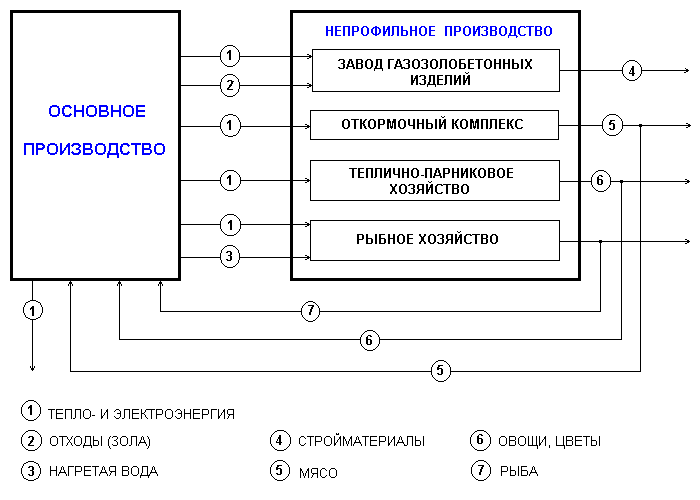 НЕПРОФИЛЬНОЕ ПРОИЗВОДСТВО
ОСНОВНОЕ
ПРОИЗВОДСТВО
1
2
ЗАВОД ГАЗОЗОЛОБЕТОННЫХ
ИЗДЕЛИЙ
4
1
ОТКОРМОЧНЫЙ КОМПЛЕКС
5
1
ТЕПЛИЧНО-ПАРНИКОВОЕ
ХОЗЯЙСТВО
6
1
3
РЫБНОЕ ХОЗЯЙСТВО
1
7
6
5
1 ТЕПЛО- И ЭЛЕКТРОЭНЕРГИЯ
2 ОТХОДЫ (ЗОЛА)
3 НАГРЕТАЯ ВОДА
4 СТРОЙМАТЕРИАЛЫ
5 МЯСО
6 ОВОЩИ, ЦВЕТЫ
7 РЫБА